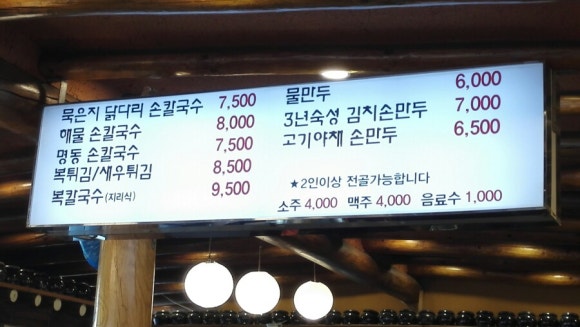 묵은지 닭다리 손칼국수 7,500
해물 손칼국수 8,000
명동 손칼국수 7,500
복튀김/새우튀김 8,500
복칼국수(지리식) 9,500
물만두 6,000
3년숙성 김치손만두 7,000
고기야채 손만두 6,500
★2인이상 전골가능합니다
소주 4,000 맥주 4,000 음료수 1,000